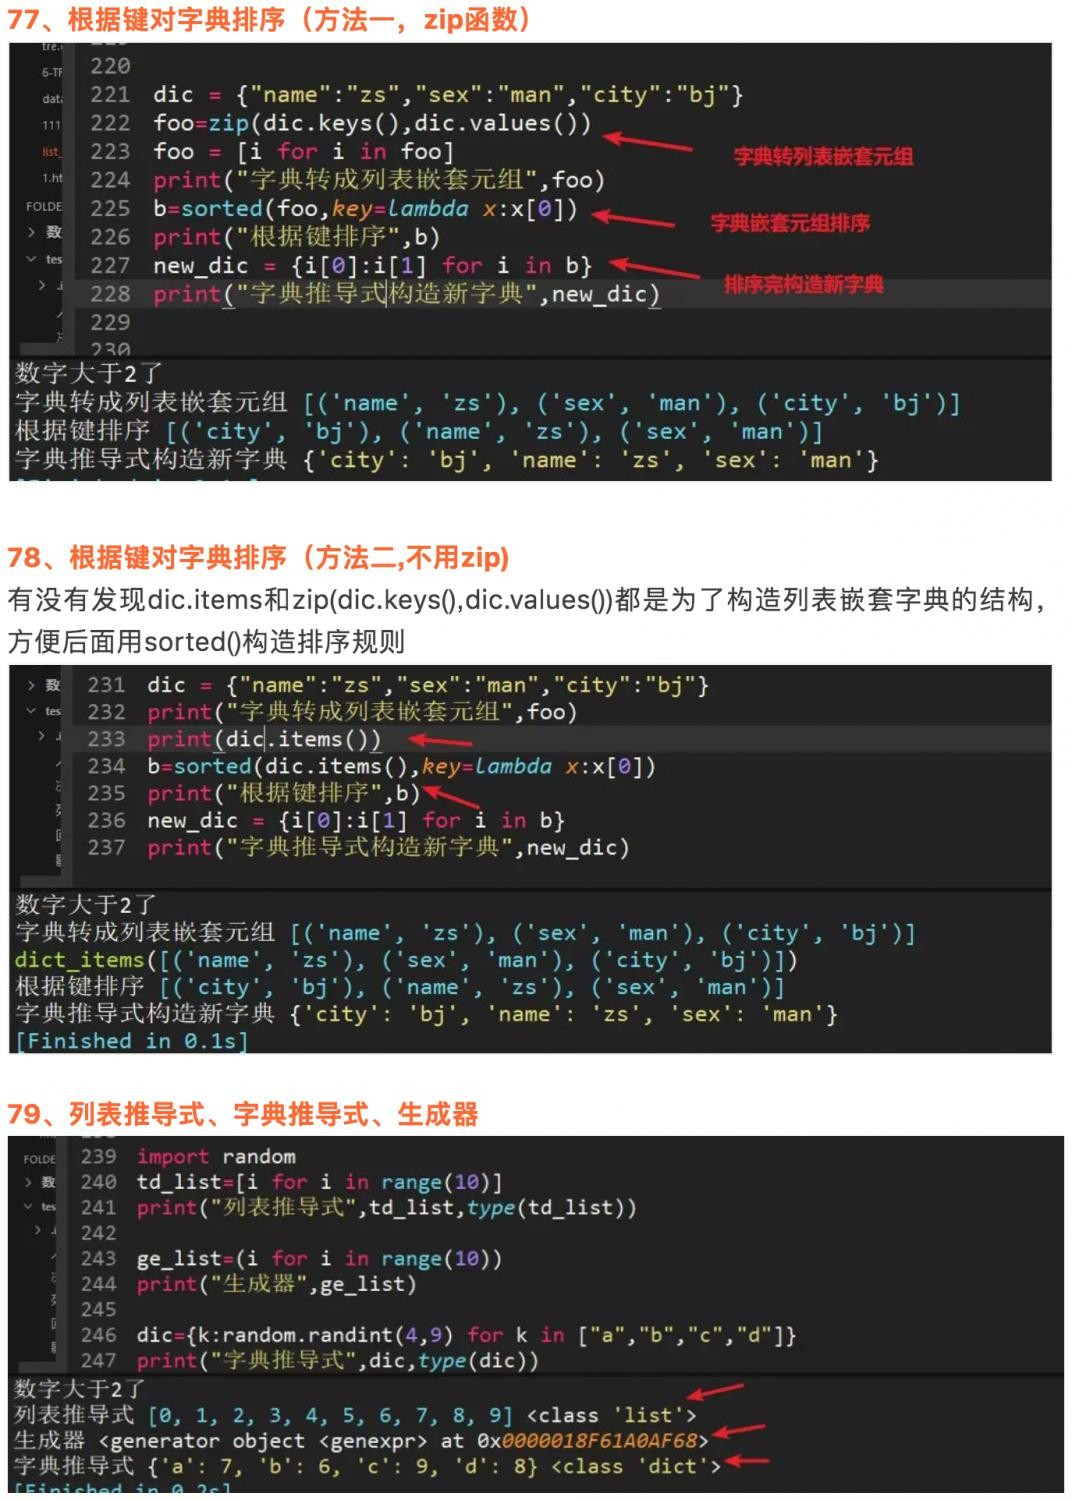 77、根据键对字典排序（方法一，zip函数）
tre.
220
6-TF
221 dic = {"name":"zs","sex":"man","city":"bj"}
data
222 foo=zip(dic.keys(),dic.values())
111
223 foo = [i for i in foo]
字典转列表嵌套元组
list_
224 print("字典转成列表嵌套元组",foo)
1.ht
225 b=sorted(foo,key=lambda x:x[0])
字典嵌套元组排序
FOLDE
226 print("根据键排序",b)
> 数
227 new_dic = {i[0]:i[1] for i in b}
排序完构造新字典
tes
228 print("字典推导式构造新字典",new_dic)
229
230
数字大于2了
字典转成列表嵌套元组 [('name', 'zs'), ('sex', 'man'), ('city', 'bj')]
根据键排序 [('city', 'bj'), ('name', 'zs'), ('sex', 'man')]
字典推导式构造新字典 {'city': 'bj', 'name': 'zs', 'sex': 'man'}
78、根据键对字典排序（方法二,不用zip)
有没有发现dic.items和zip(dic.keys(),dic.values())都是为了构造列表嵌套字典的结构，
方便后面用sorted()构造排序规则
> 数
231 dic = {"name":"zs","sex":"man","city":"bj"}
tes
232 print("字典转成列表嵌套元组",foo)
233 print(dic.items())
234 b=sorted(dic.items(),key=lambda x:x[0])
235 print("根据键排序",b)
236 new_dic = {i[0]:i[1] for i in b}
237 print("字典推导式构造新字典",new_dic)
数字大于2了
字典转成列表嵌套元组 [('name', 'zs'), ('sex', 'man'), ('city', 'bj')]
dict_items([('name', 'zs'), ('sex', 'man'), ('city', 'bj')])
根据键排序 [('city', 'bj'), ('name', 'zs'), ('sex', 'man')]
字典推导式构造新字典 {'city': 'bj', 'name': 'zs', 'sex': 'man'}
[Finished in 0.1s]
79、列表推导式、字典推导式、生成器
FOLDE
239 import random
> 数
240 td_list=[i for i in range(10)]
tes
241 print("列表推导式",td_list,type(td_list))
242
243 ge_list=(i for i in range(10))
244 print("生成器",ge_list)
245
246 dic={k:random.randint(4,9) for k in ["a","b","c","d"]}
247 print("字典推导式",dic,type(dic))
数字大于2了
列表推导式 [0, 1, 2, 3, 4, 5, 6, 7, 8, 9] <class 'list'>
生成器 <generator object <genexpr> at 0x0000018F61A0AF68>
字典推导式 {'a': 7, 'b': 6, 'c': 9, 'd': 8} <class 'dict'>
[Finished in 0.2s]